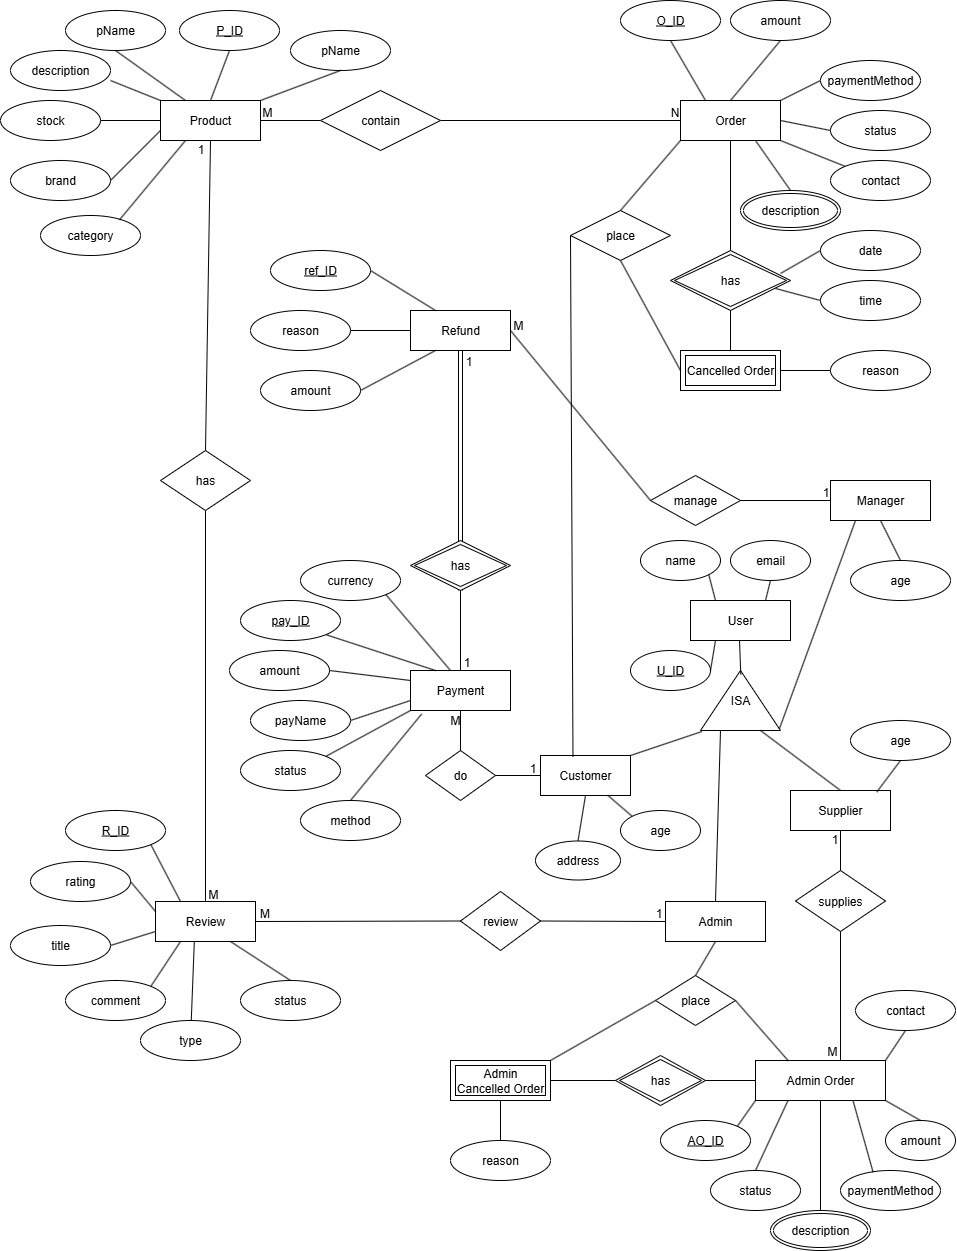 O_ID
amount
pName
P_ID
pName
description
paymentMethod
stock
Product
M
contain
N
Order
status
1
brand
contact
description
category
place
date
ref_ID
has
time
reason
Refund
M
1
Cancelled Order
reason
amount
has
manage
1
Manager
name
email
has
currency
age
pay_ID
User
amount
1
U_ID
Payment
ISA
payName
M
status
do
1
Customer
age
method
Supplier
R_ID
age
1
address
rating
M
supplies
Review
M
review
1
Admin
title
comment
status
place
contact
type
M
Admin
Cancelled Order
has
Admin Order
AO_ID
amount
reason
status
paymentMethod
description